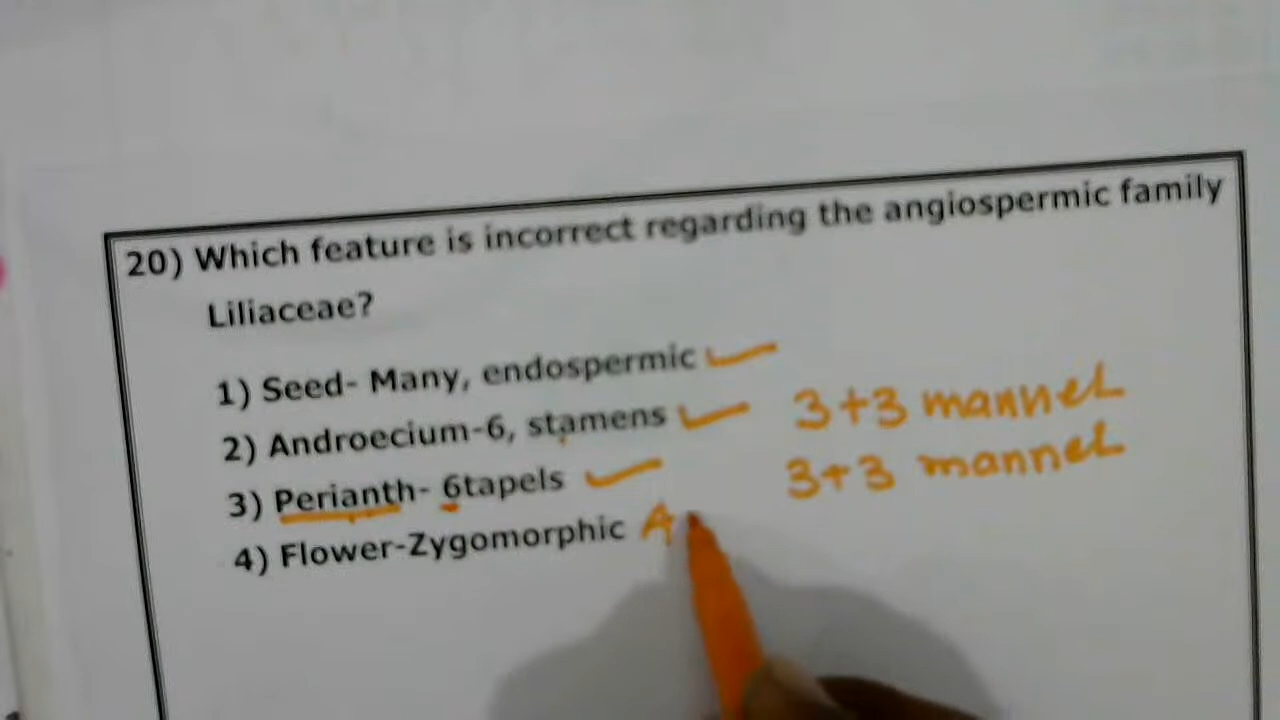 20) Which feature is incorrect regarding the angiospermic family
Liliaceae?
1) Seed- Many, endospermic
2) Androecium-6, stamens 3+3 mannel
3) Perianth- 6tapels 3+3 mannel
4) Flower-Zygomorphic A